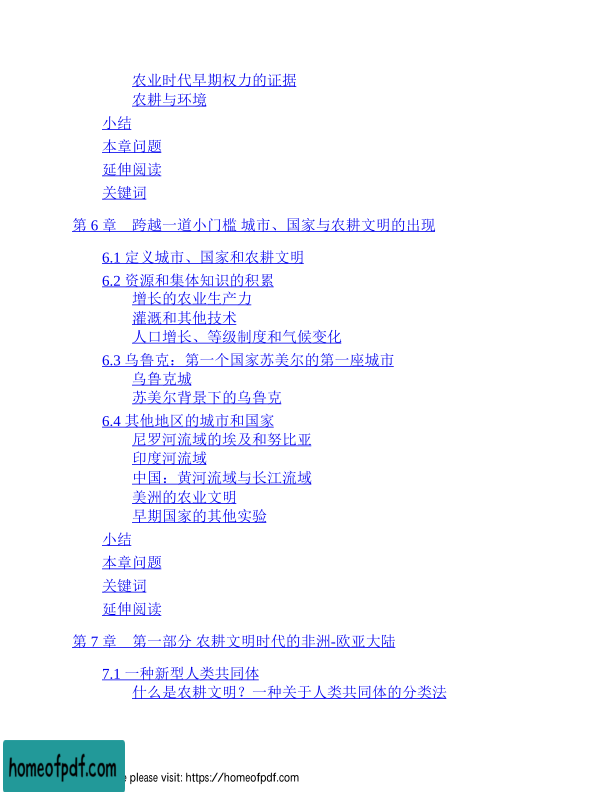 农业时代早期权力的证据
农耕与环境
小结
本章问题
延伸阅读
关键词
第 6 章　跨越一道小门槛 城市、国家与农耕文明的出现
6.1 定义城市、国家和农耕文明
6.2 资源和集体知识的积累
增长的农业生产力
灌溉和其他技术
人口增长、等级制度和气候变化
6.3 乌鲁克：第一个国家苏美尔的第一座城市
乌鲁克城
苏美尔背景下的乌鲁克
6.4 其他地区的城市和国家
尼罗河流域的埃及和努比亚
印度河流域
中国：黄河流域与长江流域
美洲的农业文明
早期国家的其他实验
小结
本章问题
关键词
延伸阅读
第 7 章　第一部分 农耕文明时代的非洲-欧亚大陆
7.1 一种新型人类共同体
什么是农耕文明？一种关于人类共同体的分类法
homeofpdf.com
please visit: https://homeofpdf.com